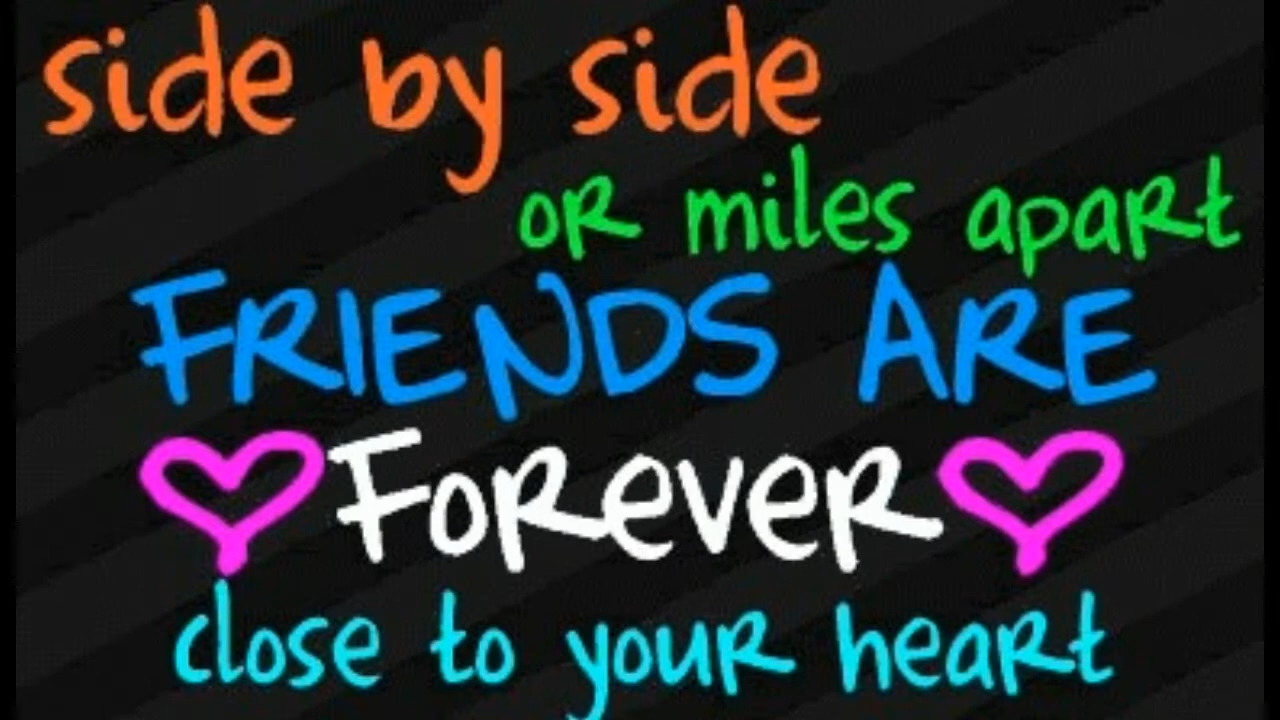 side by side
oR miles apaRt
FRIENDS ARE
FoReveR
close to youR heaRt